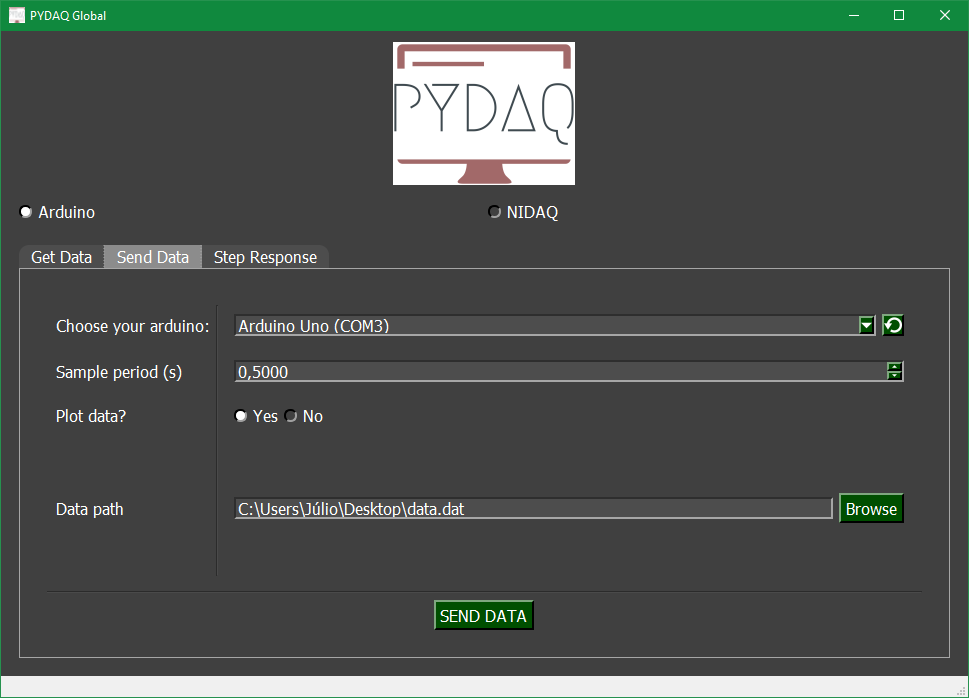 PYDAQ Global
PYDAQ
Arduino NIDAQ
Get Data Send Data Step Response
Choose your arduino: Arduino Uno (COM3)
Sample period (s) 0,5000
Plot data? Yes No
Data path C:\Users\Júlio\Desktop\data.dat Browse
SEND DATA